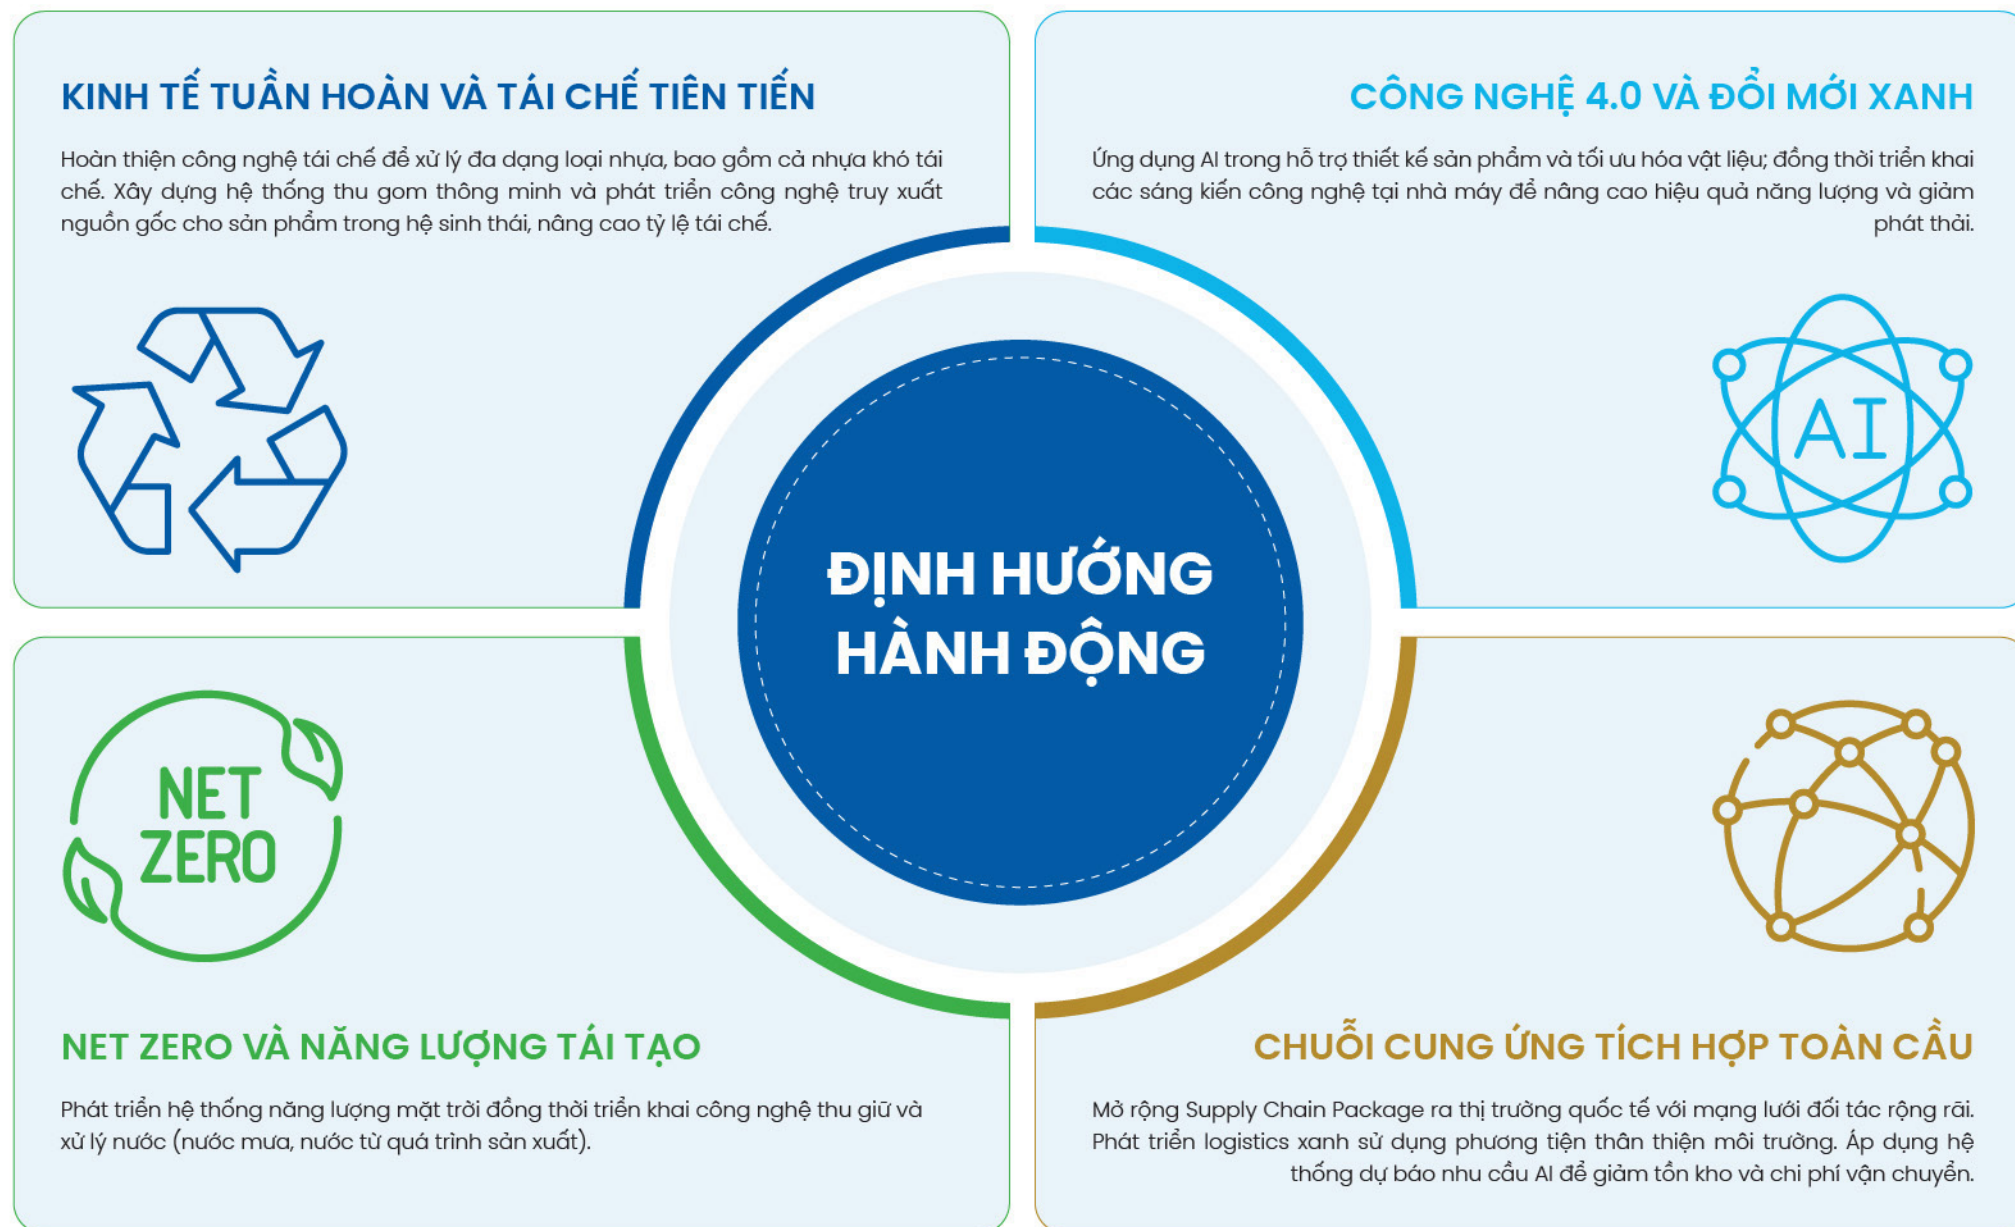 KINH TẾ TUẦN HOÀN VÀ TÁI CHẾ TIÊN TIẾN
Hoàn thiện công nghệ tái chế để xử lý đa dạng loại nhựa, bao gồm cả nhựa khó tái
chế. Xây dựng hệ thống thu gom thông minh và phát triển công nghệ truy xuất
nguồn gốc cho sản phẩm trong hệ sinh thái, nâng cao tỷ lệ tái chế.
CÔNG NGHỆ 4.0 VÀ ĐỔI MỚI XANH
Ứng dụng AI trong hỗ trợ thiết kế sản phẩm và tối ưu hóa vật liệu; đồng thời triển khai
các sáng kiến công nghệ tại nhà máy để nâng cao hiệu quả năng lượng và giảm
phát thải.
AI
ĐỊNH HƯỚNG
HÀNH ĐỘNG
NET
ZERO
NET ZERO VÀ NĂNG LƯỢNG TÁI TẠO
Phát triển hệ thống năng lượng mặt trời đồng thời triển khai công nghệ thu giữ và
xử lý nước (nước mưa, nước từ quá trình sản xuất).
CHUỖI CUNG ỨNG TÍCH HỢP TOÀN CẦU
Mở rộng Supply Chain Package ra thị trường quốc tế với mạng lưới đối tác rộng rãi.
Phát triển logistics xanh sử dụng phương tiện thân thiện môi trường. Áp dụng hệ
thống dự báo nhu cầu AI để giảm tồn kho và chi phí vận chuyển.